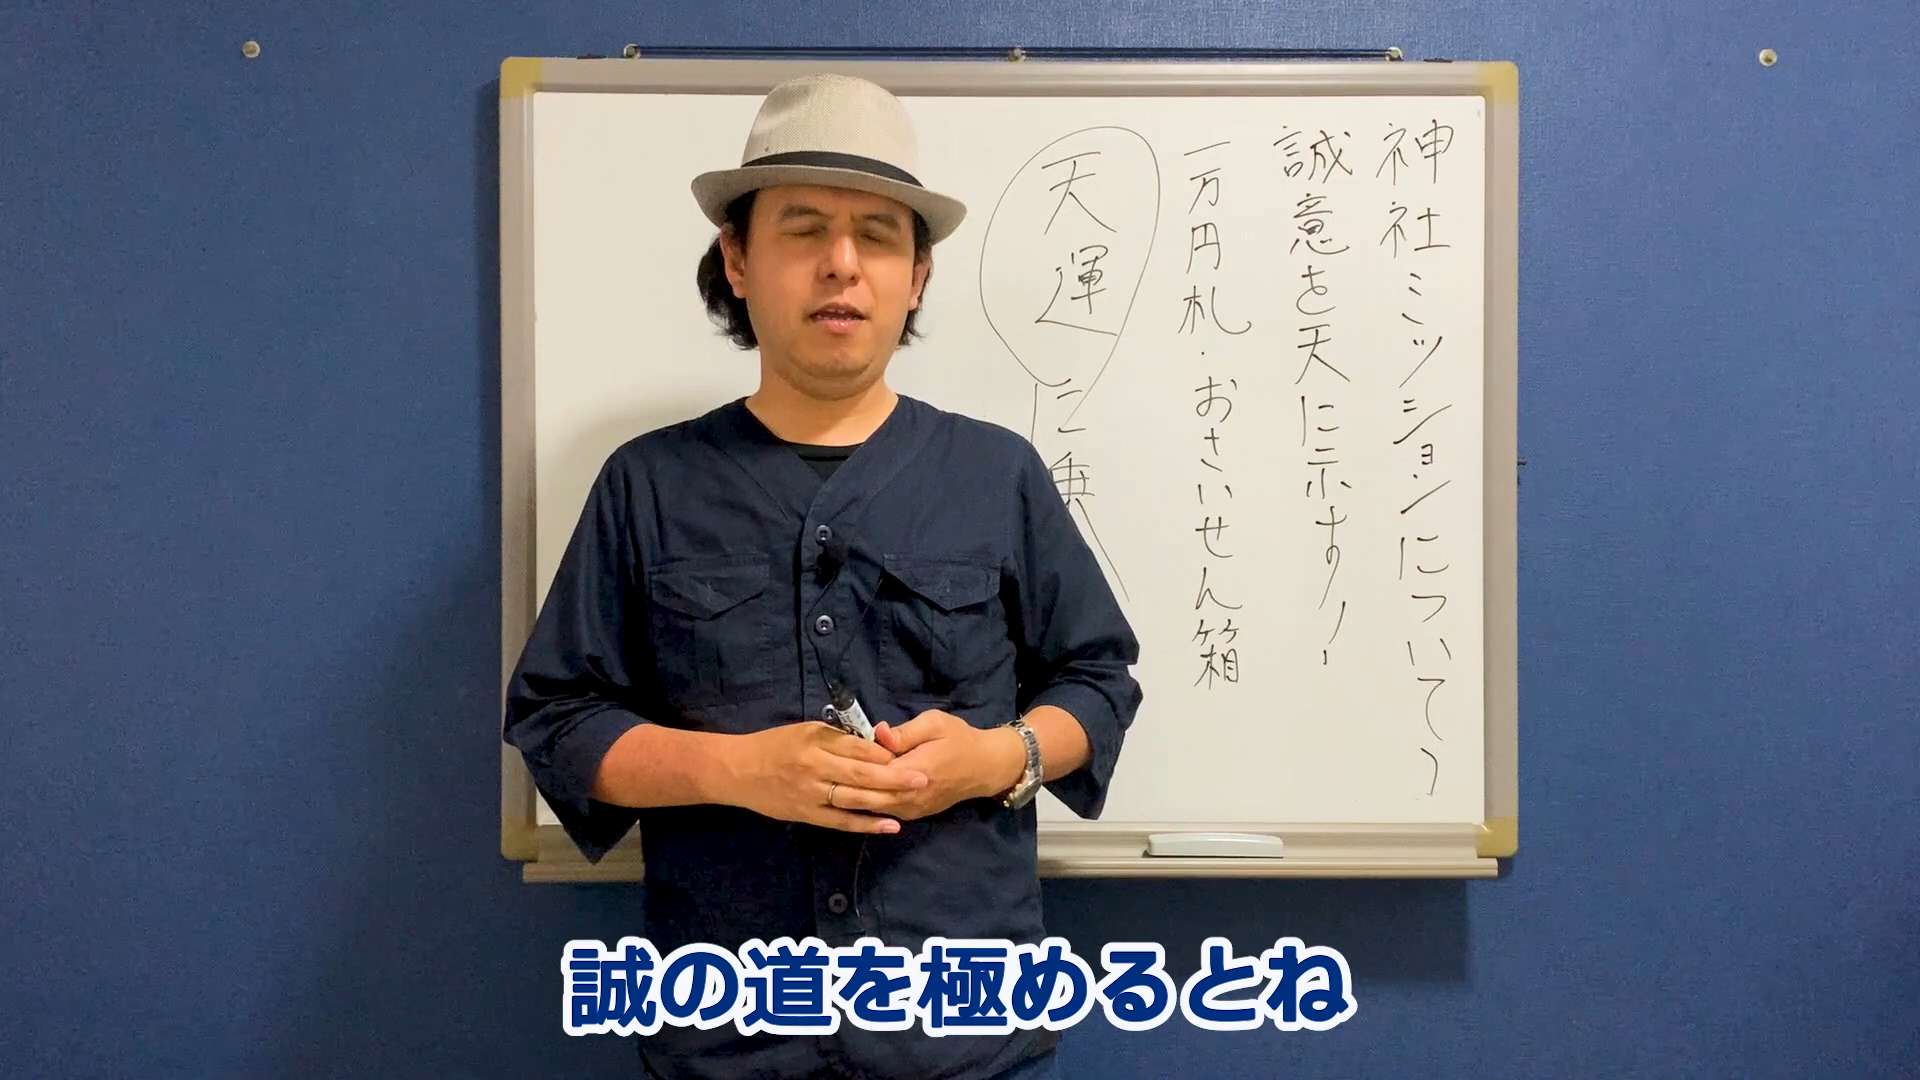 神社ミッションについて
誠意を天に示す！
一万円札・おさいせん箱
天運に乗
誠の道を極めるとね